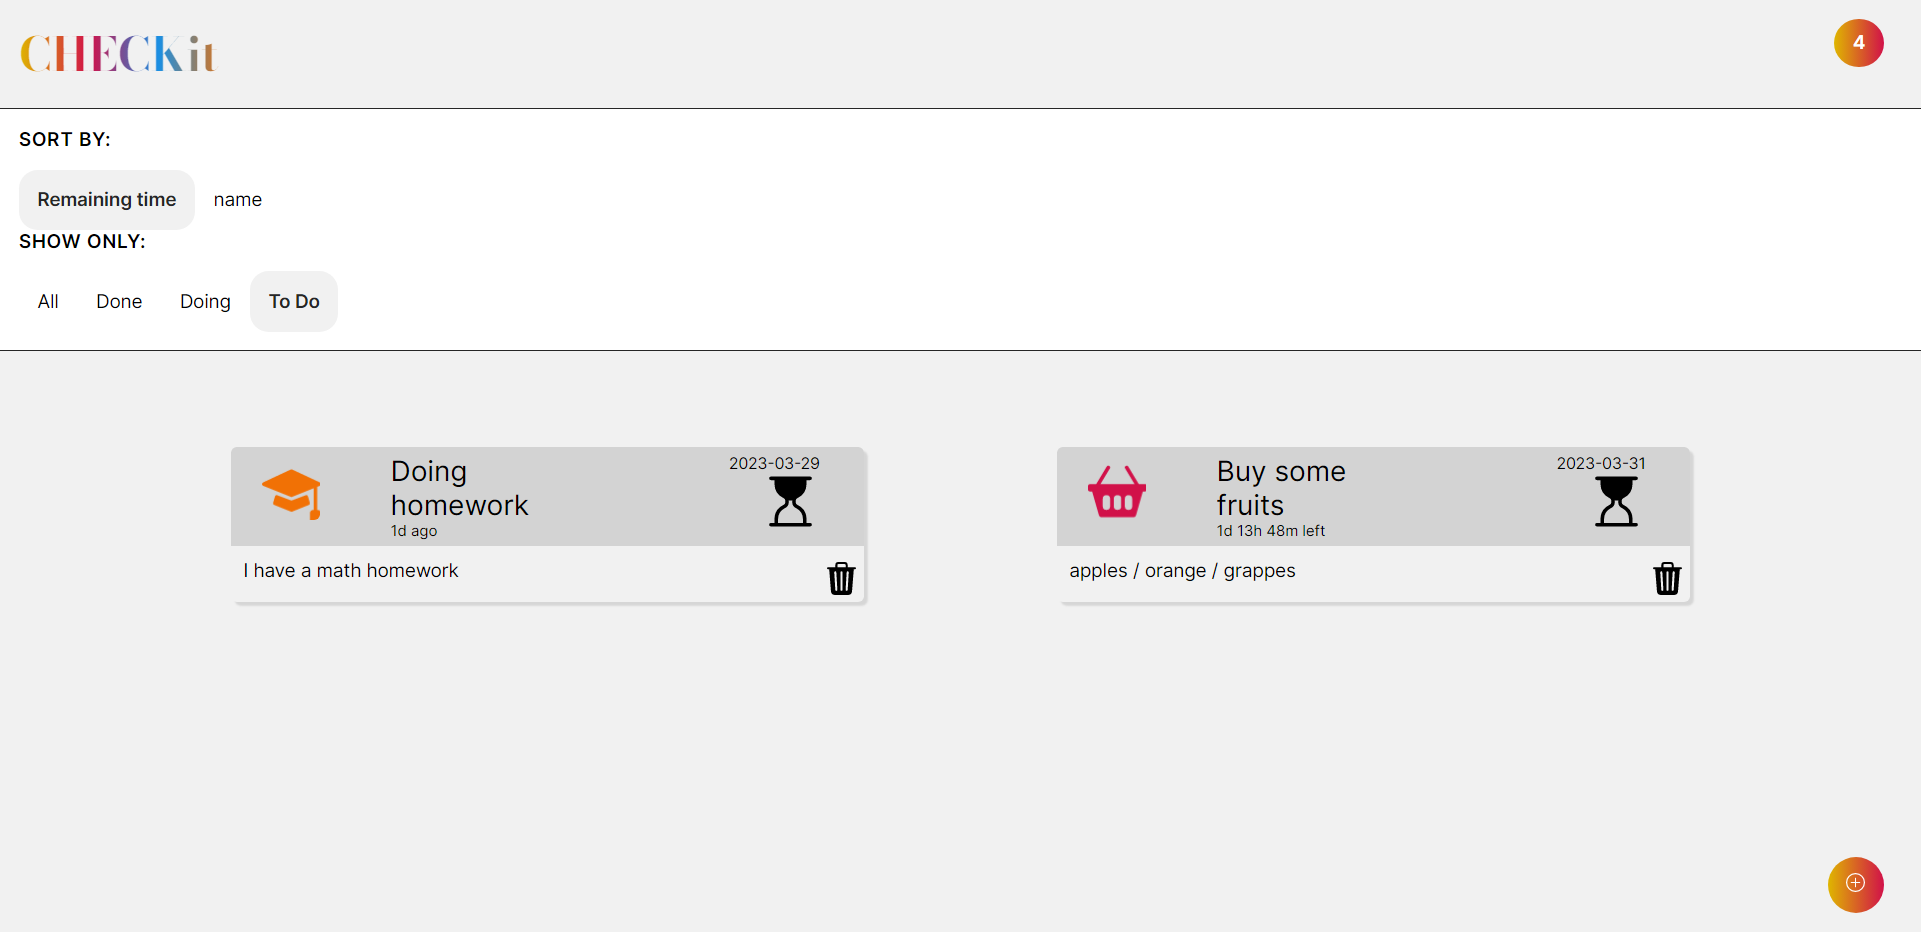 CHECKit
4
SORT BY:
Remaining time name
SHOW ONLY:
All Done Doing To Do
Doing
homework
1d ago
2023-03-29
I have a math homework
Buy some
fruits
1d 13h 48m left
2023-03-31
apples / orange / grappes